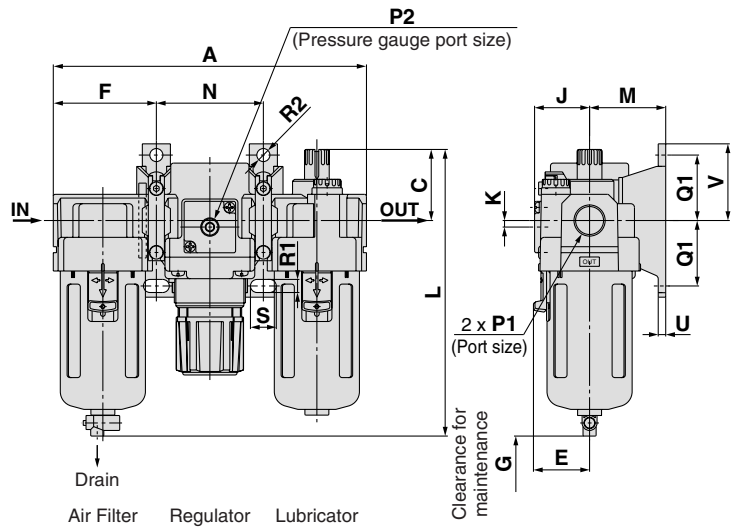 P2
(Pressure gauge port size)
A
F
N
R2
J
M
C
K
Q1
V
IN
OUT
R1
Q1
L
S
OUT
U
2 x P1
(Port size)
Clearance for
maintenance
G
E
Drain
Air Filter
Regulator
Lubricator